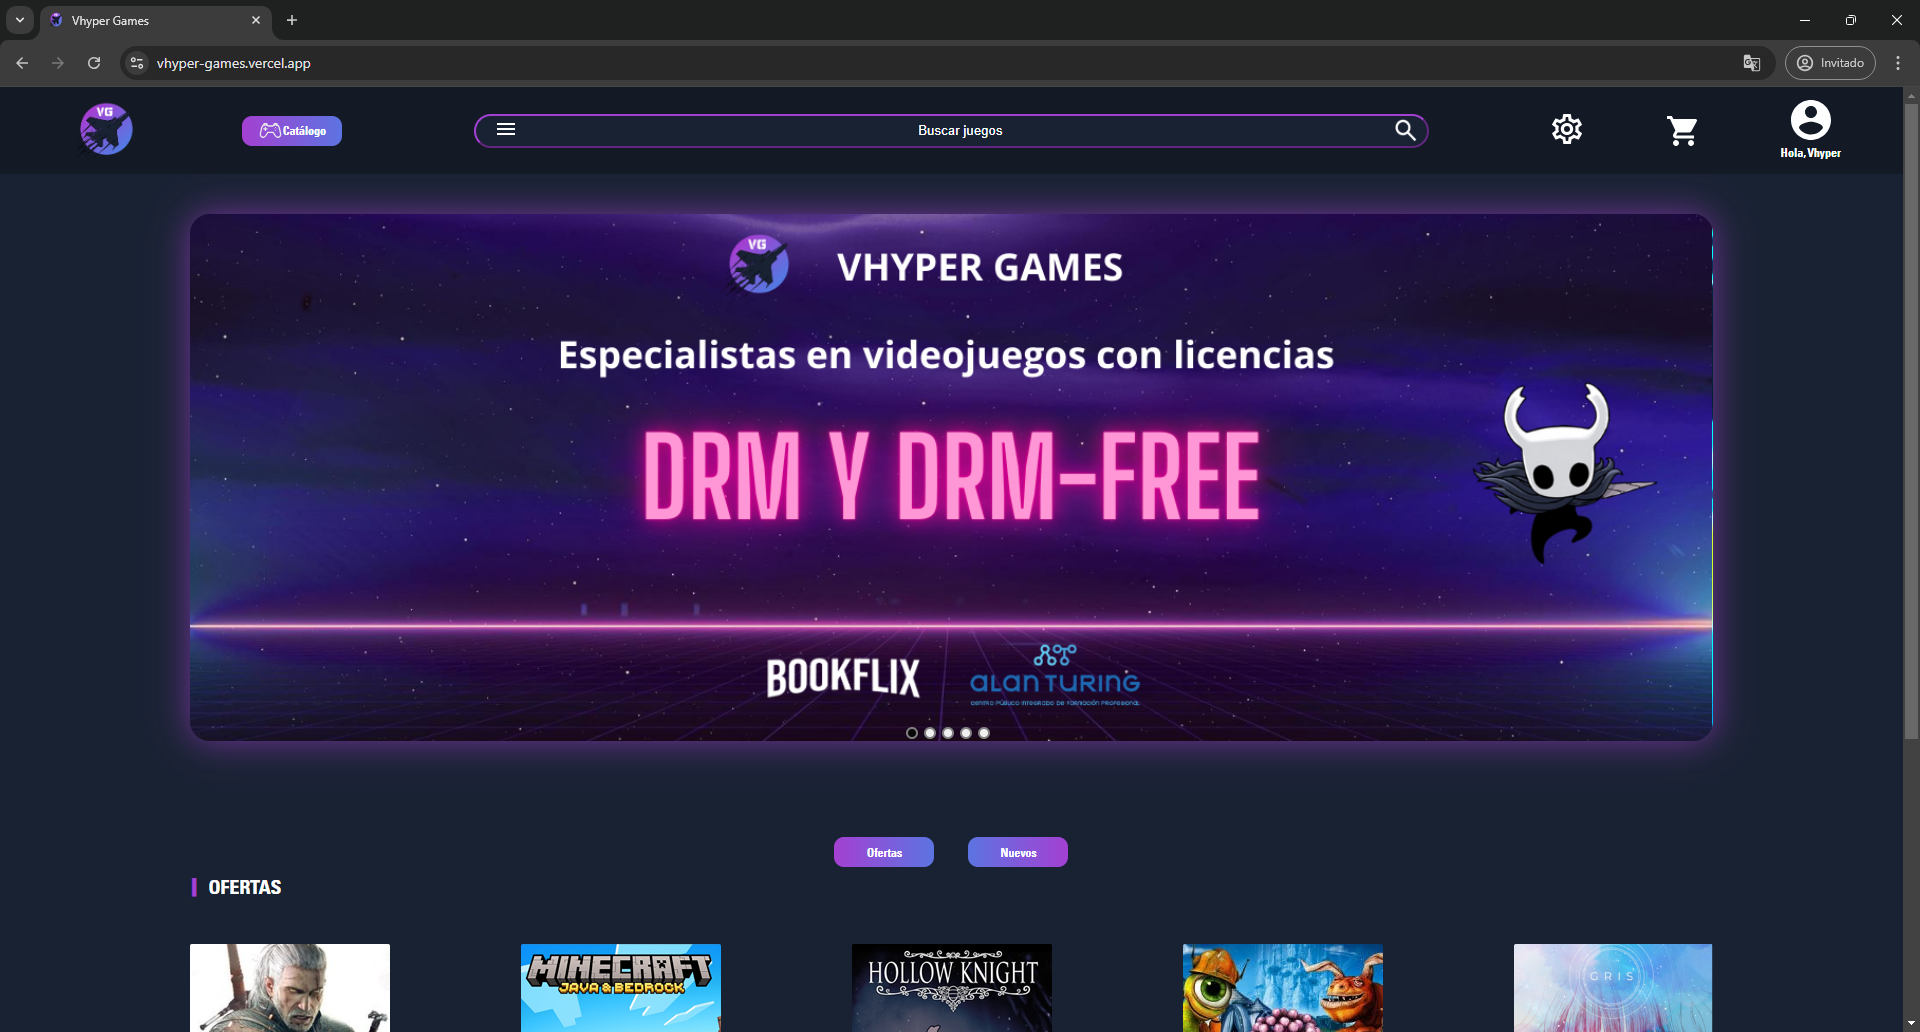 Vhyper Games
vhyper-games.vercel.app
Invitado
VG
Catálogo
Buscar juegos
Hola, Vhyper
VG
VHYPER GAMES
Especialistas en videojuegos con licencias
DRM Y DRM-FREE
BOOKFLIX
ALAN TURING
CENTRO PÚBLICO INTEGRADO DE FORMACIÓN PROFESIONAL
Ofertas
Nuevos
OFERTAS
MINECRAFT
JAVA & BEDROCK
HOLLOW KNIGHT
GRIS